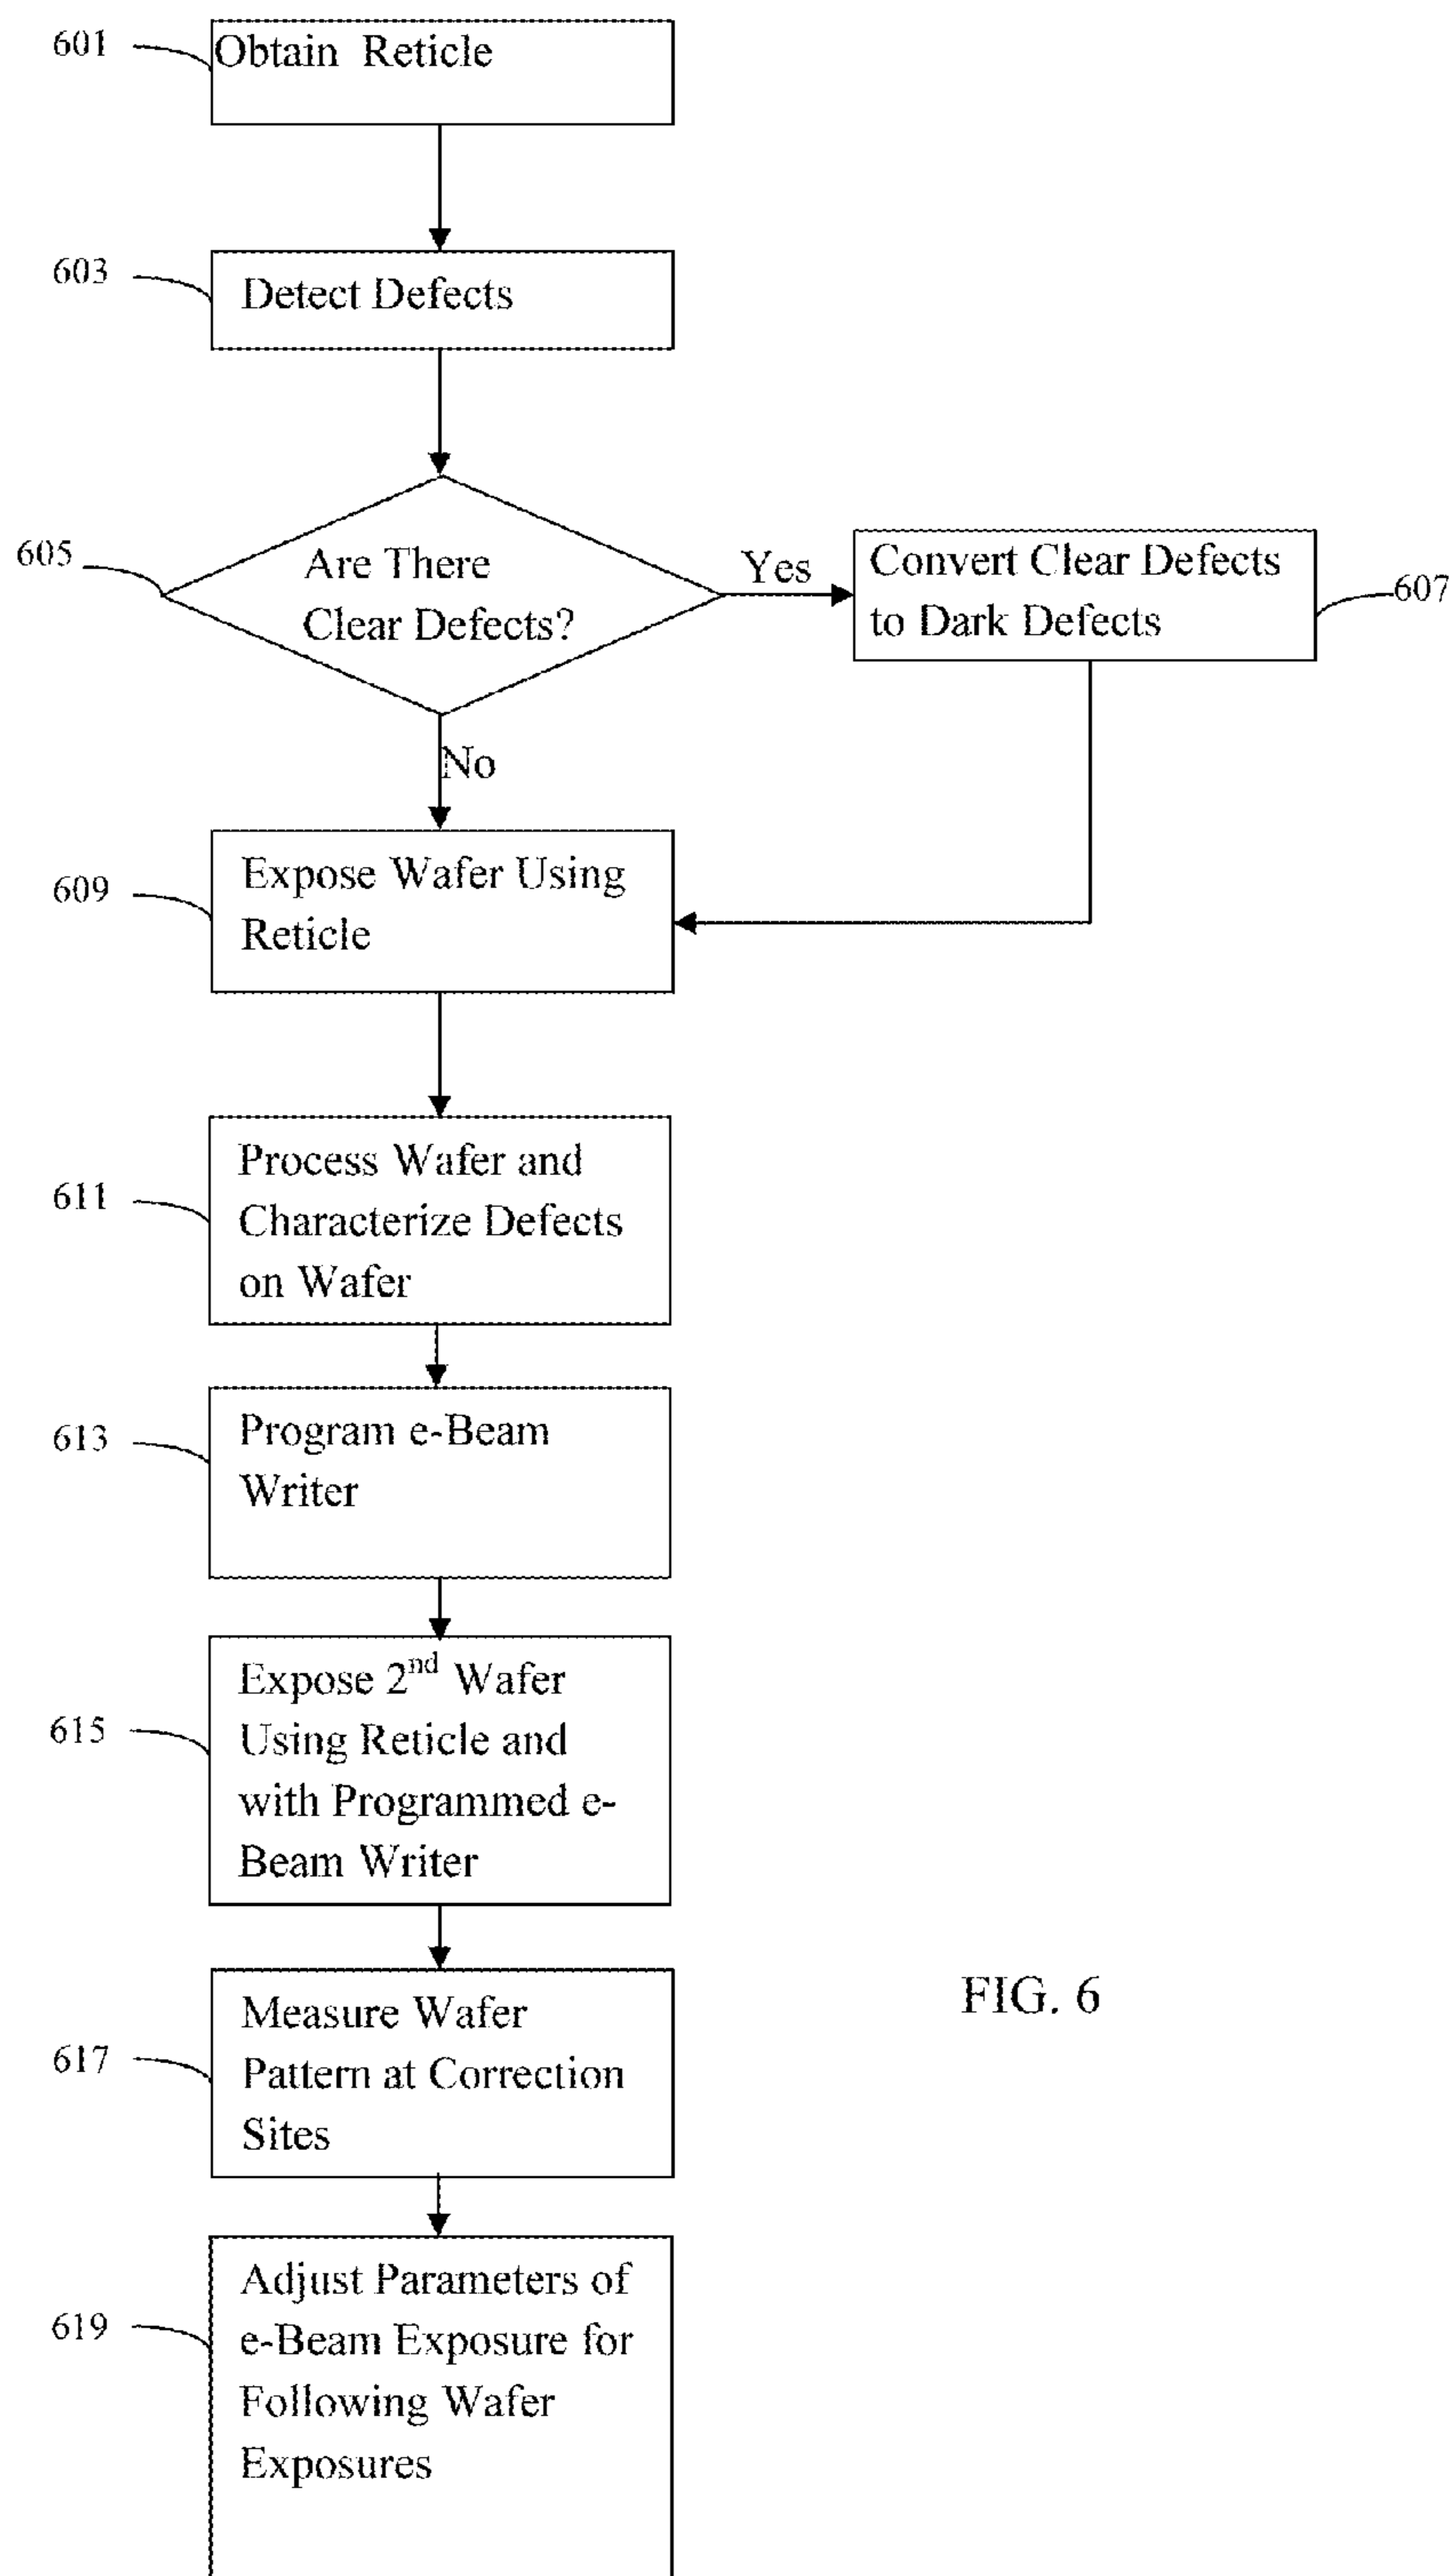 601
Obtain Reticle
603
Detect Defects
605
Are There
Clear Defects?
Yes
Convert Clear Defects
to Dark Defects
607
No
609
Expose Wafer Using
Reticle
611
Process Wafer and
Characterize Defects
on Wafer
613
Program e-Beam
Writer
615
Expose 2nd Wafer
Using Reticle and
with Programmed e-
Beam Writer
FIG. 6
617
Measure Wafer
Pattern at Correction
Sites
619
Adjust Parameters of
e-Beam Exposure for
Following Wafer
Exposures